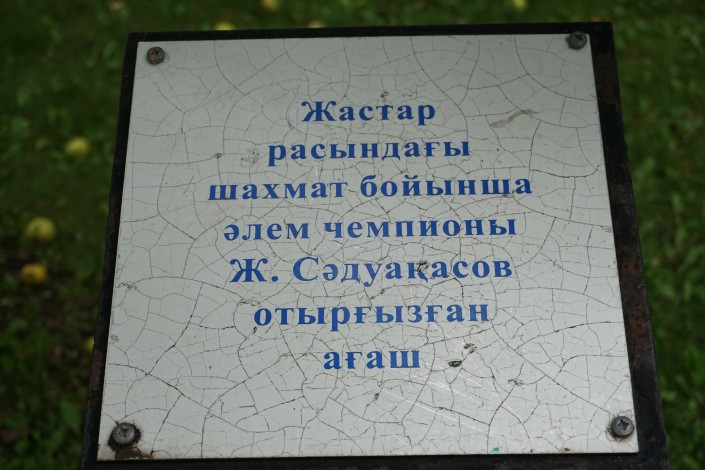 Жастар
расындағы
шахмат бойынша
әлем чемпионы
Ж. Сәдуақасов
отырғызған
ағаш